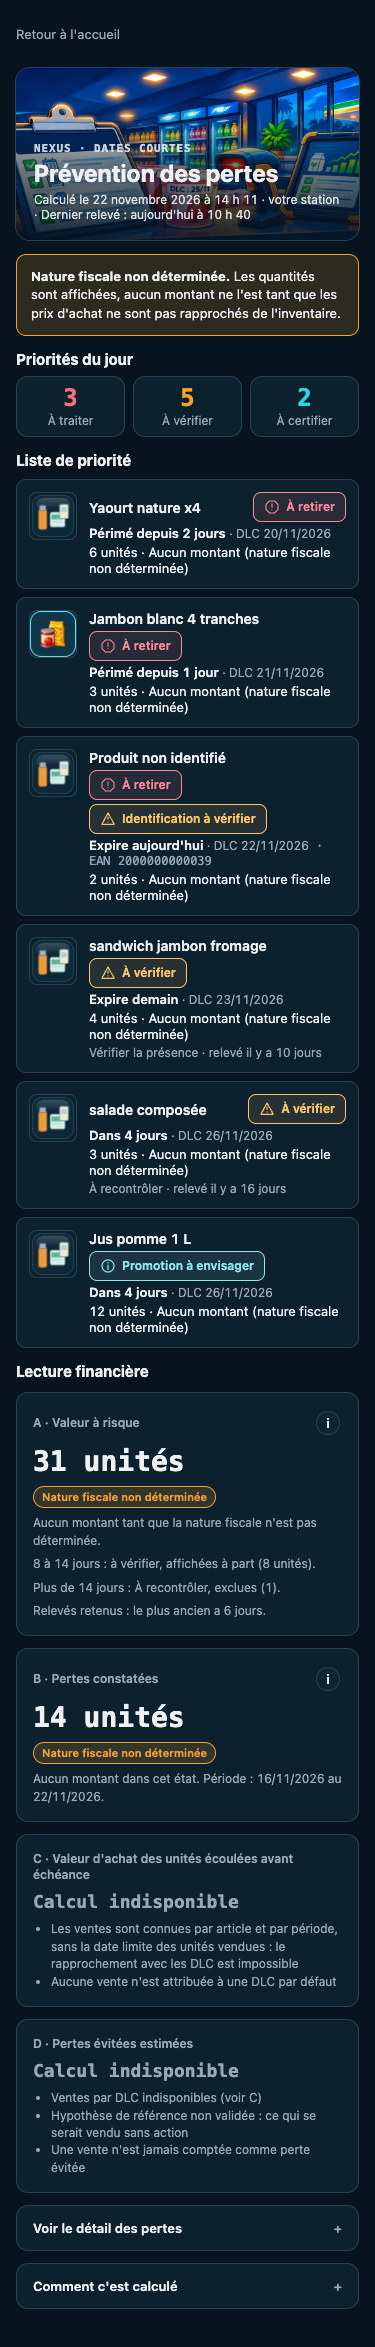 Retour à l'accueil
NEXUS · DATES COURTES
Prévention des pertes
Calculé le 22 novembre 2026 à 14 h 11 · votre station
· Dernier relevé : aujourd'hui à 10 h 40
DLC : 25/11
Nature fiscale non déterminée. Les quantités
sont affichées, aucun montant ne l'est tant que les
prix d'achat ne sont pas rapprochés de l'inventaire.
Priorités du jour
3
À traiter
5
À vérifier
2
À certifier
Liste de priorité
Yaourt nature x4
À retirer
Périmé depuis 2 jours · DLC 20/11/2026
6 unités · Aucun montant (nature fiscale
non déterminée)
Jambon blanc 4 tranches
À retirer
Périmé depuis 1 jour · DLC 21/11/2026
3 unités · Aucun montant (nature fiscale
non déterminée)
Produit non identifié
À retirer
Identification à vérifier
Expire aujourd'hui · DLC 22/11/2026 ·
EAN 2000000000039
2 unités · Aucun montant (nature fiscale
non déterminée)
sandwich jambon fromage
À vérifier
Expire demain · DLC 23/11/2026
4 unités · Aucun montant (nature fiscale
non déterminée)
Vérifier la présence · relevé il y a 10 jours
salade composée
À vérifier
Dans 4 jours · DLC 26/11/2026
3 unités · Aucun montant (nature fiscale
non déterminée)
À recontrôler · relevé il y a 16 jours
Jus pomme 1 L
Promotion à envisager
Dans 4 jours · DLC 26/11/2026
12 unités · Aucun montant (nature fiscale
non déterminée)
Lecture financière
A · Valeur à risque
i
31 unités
Nature fiscale non déterminée
Aucun montant tant que la nature fiscale n'est pas
déterminée.
8 à 14 jours : à vérifier, affichées à part (8 unités).
Plus de 14 jours : À recontrôler, exclues (1).
Relevés retenus : le plus ancien a 6 jours.
B · Pertes constatées
i
14 unités
Nature fiscale non déterminée
Aucun montant dans cet état. Période : 16/11/2026 au
22/11/2026.
C · Valeur d'achat des unités écoulées avant
échéance
Calcul indisponible
• Les ventes sont connues par article et par période,
sans la date limite des unités vendues : le
rapprochement avec les DLC est impossible
• Aucune vente n'est attribuée à une DLC par défaut
D · Pertes évitées estimées
Calcul indisponible
• Ventes par DLC indisponibles (voir C)
• Hypothèse de référence non validée : ce qui se
serait vendu sans action
• Une vente n'est jamais comptée comme perte
évitée
Voir le détail des pertes +
Comment c'est calculé +